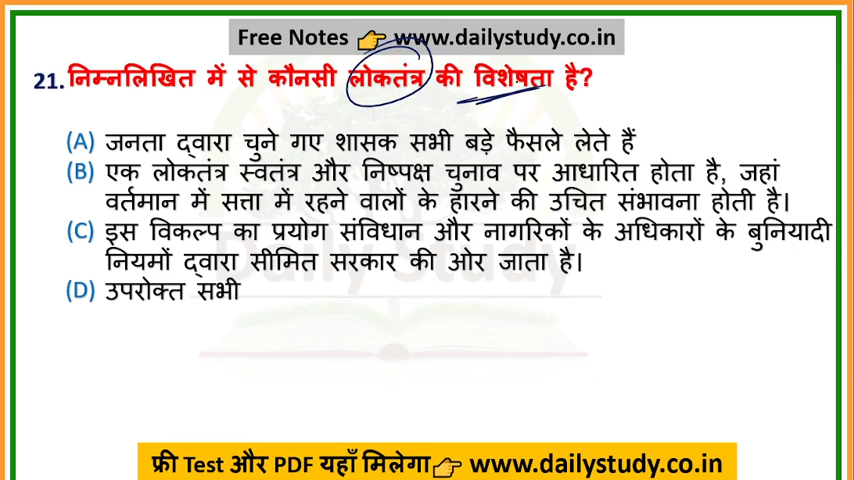 Free Notes 👉 www.dailystudy.co.in
21. निम्नलिखित में से कौनसी लोकतंत्र की विशेषता है?
(A) जनता द्वारा चुने गए शासक सभी बड़े फैसले लेते हैं
(B) एक लोकतंत्र स्वतंत्र और निष्पक्ष चुनाव पर आधारित होता है, जहां
वर्तमान में सत्ता में रहने वालों के हारने की उचित संभावना होती है।
(C) इस विकल्प का प्रयोग संविधान और नागरिकों के अधिकारों के बुनियादी
नियमों द्वारा सीमित सरकार की ओर जाता है।
(D) उपरोक्त सभी
Daily Study
फ्री Test और PDF यहाँ मिलेगा👉 www.dailystudy.co.in